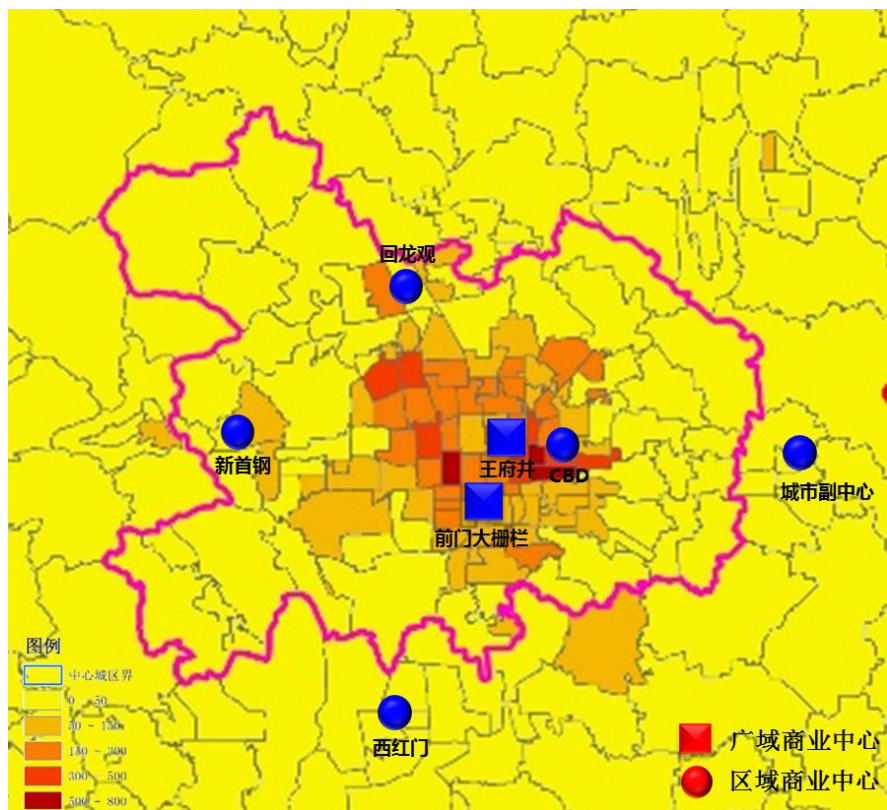 回龙观
新首钢
王府井
CBD
城市副中心
前门大栅栏
西红门
图例
中心城区界
0 - 50
50 - 150
150 - 300
300 - 500
500 - 800
广域商业中心
区域商业中心